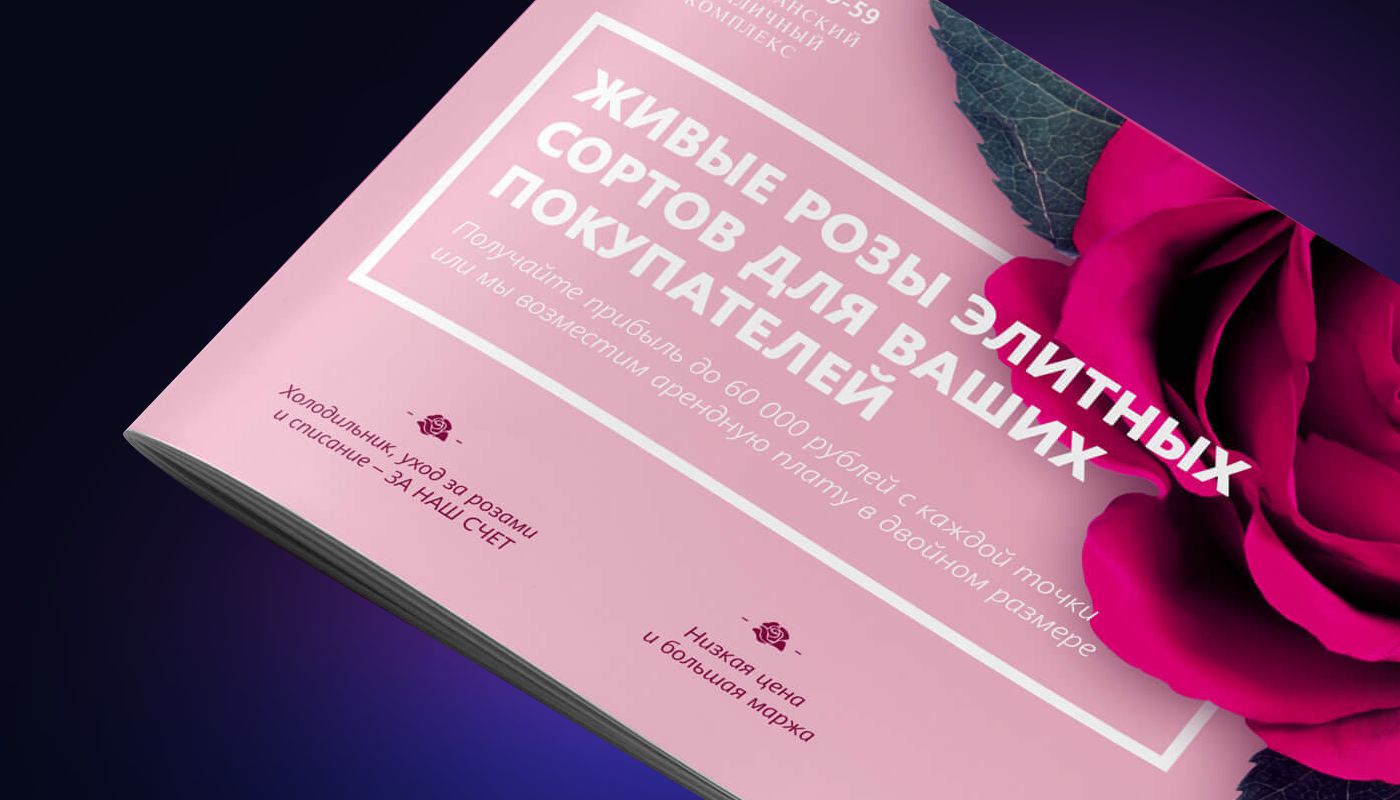 -59
КОМПЛЕКС
ЖИВЫЕ РОЗЫ ЭЛИТНЫХ
СОРТОВ ДЛЯ ВАШИХ
ПОКУПАТЕЛЕЙ
Получайте прибыль до 60 000 рублей с каждой точки
или мы возместим арендную плату в двойном размере
Холодильник, уход за розами
и списание – ЗА НАШ СЧЕТ
Низкая цена
и большая маржа